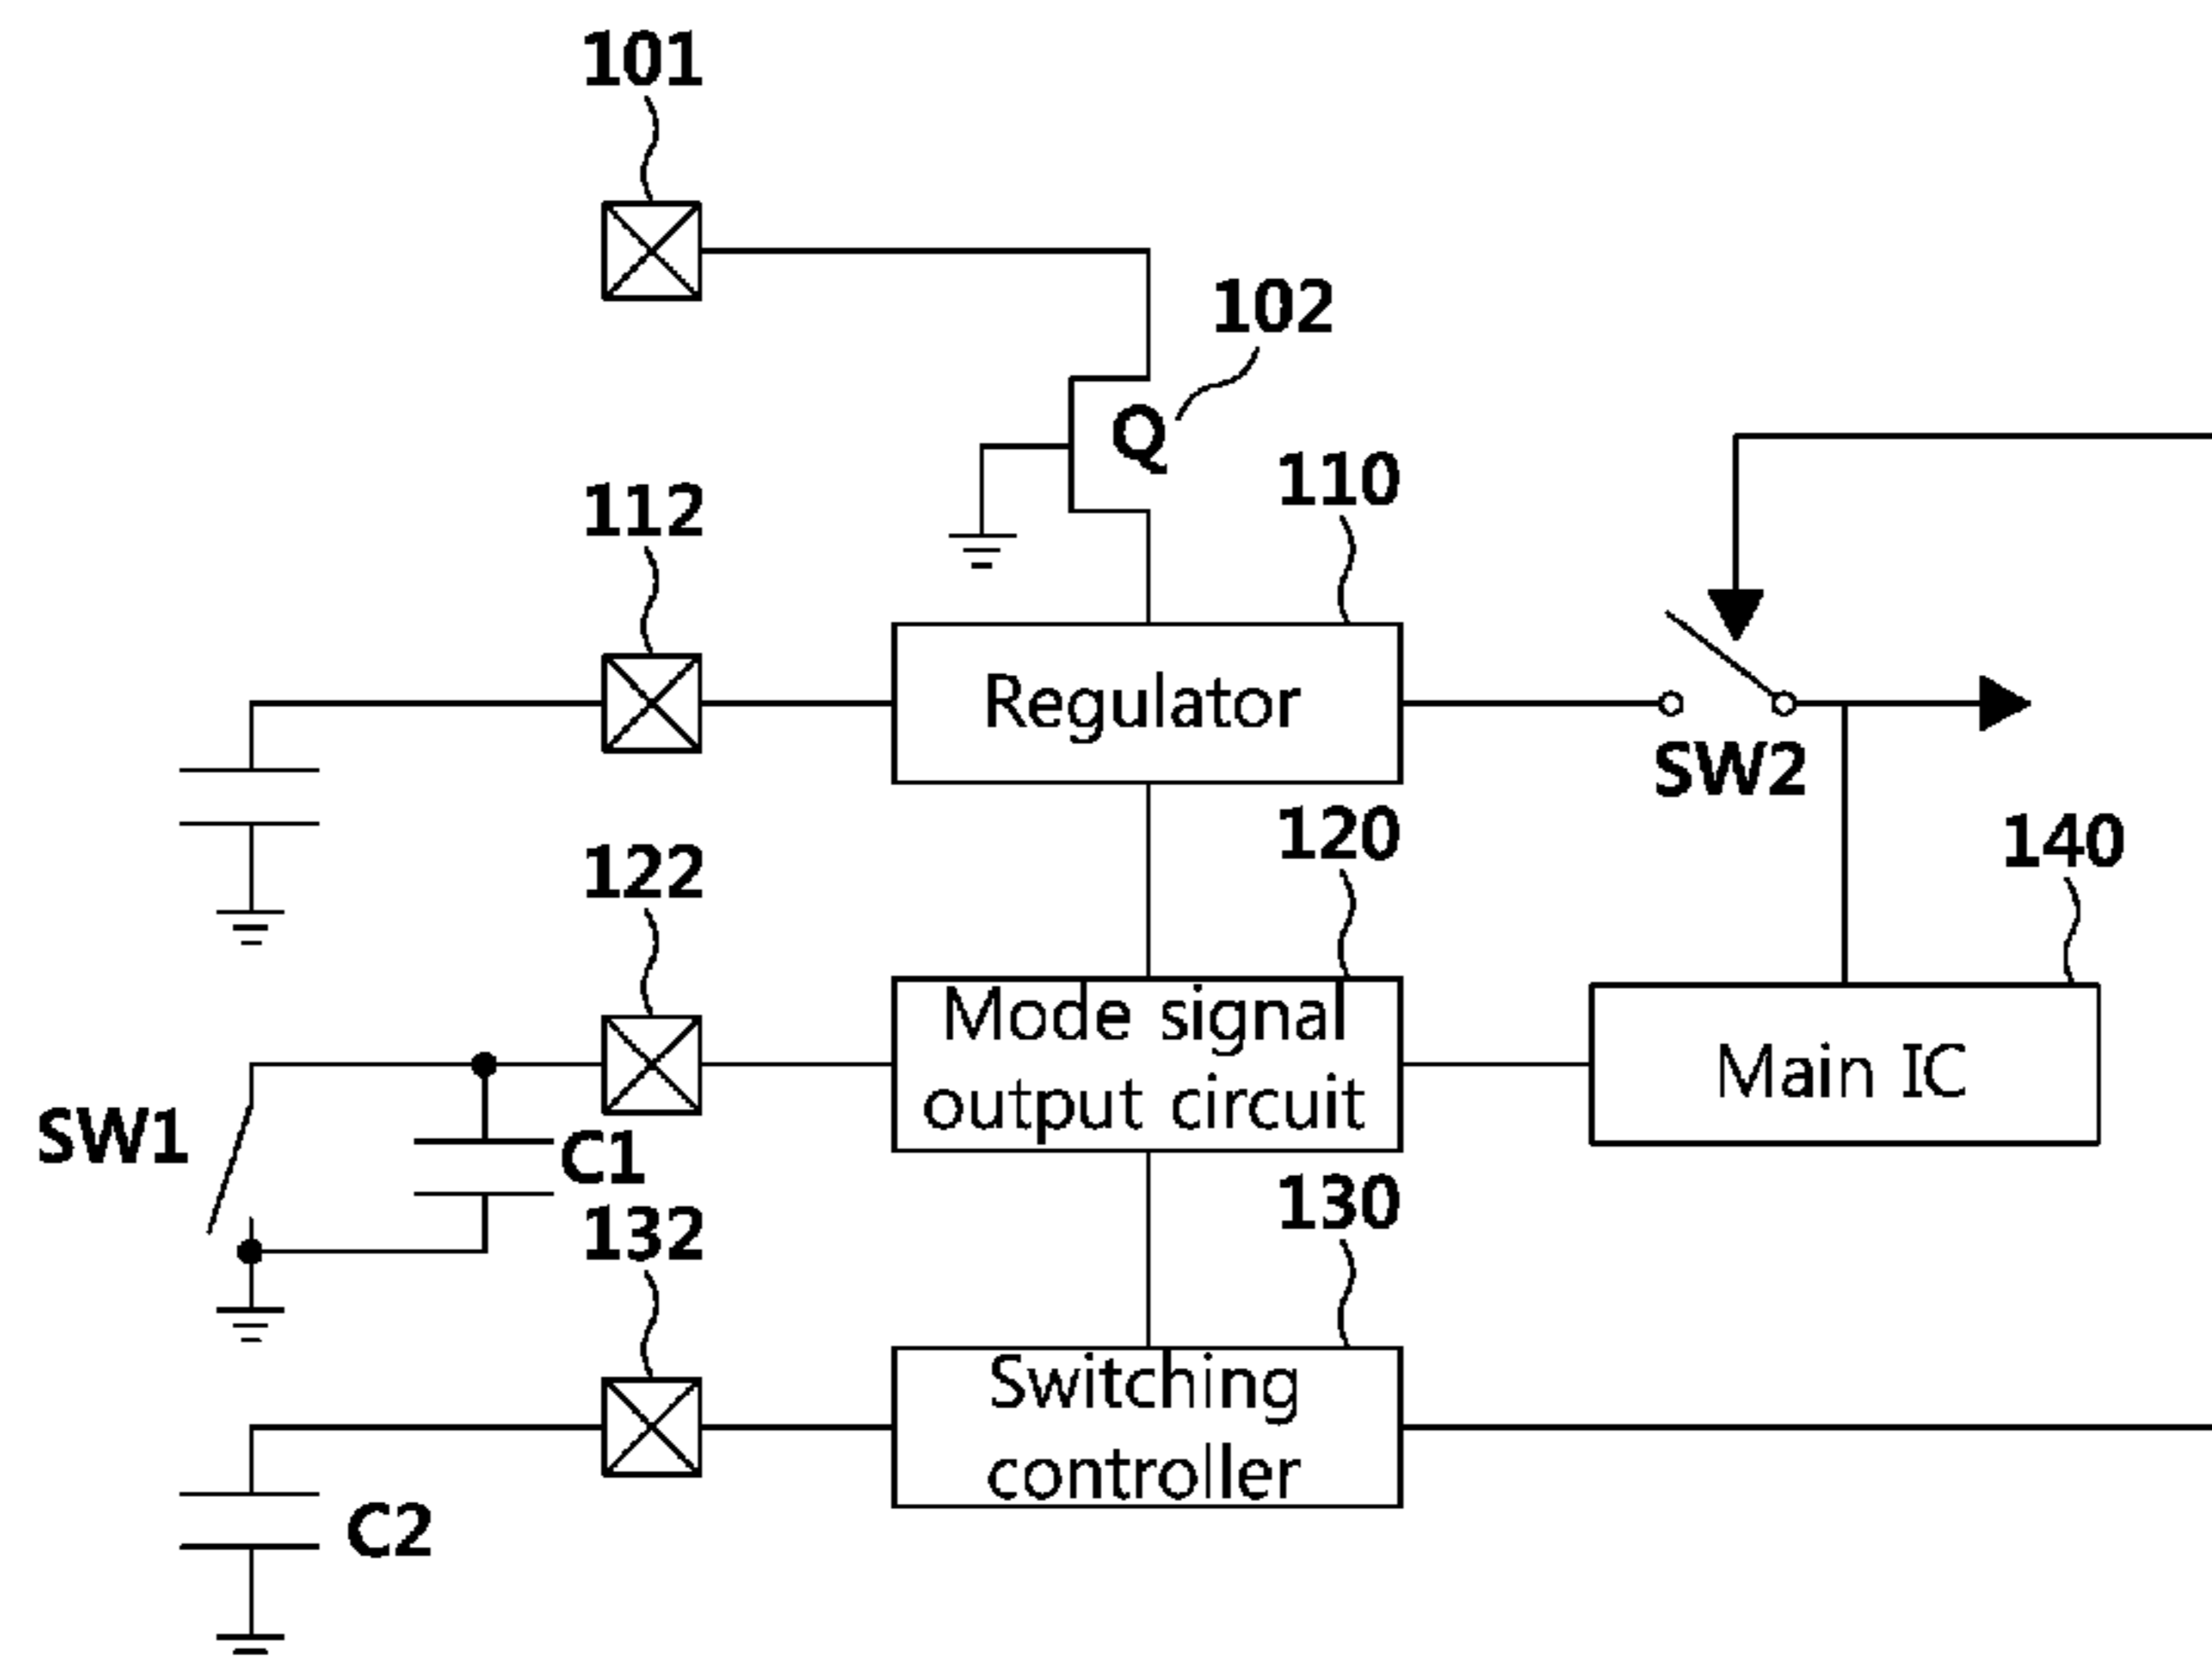 101
102
Q
110
112
Regulator
SW2
120
140
122
Mode signal
output circuit
Main IC
SW1
C1
130
132
Switching
controller
C2